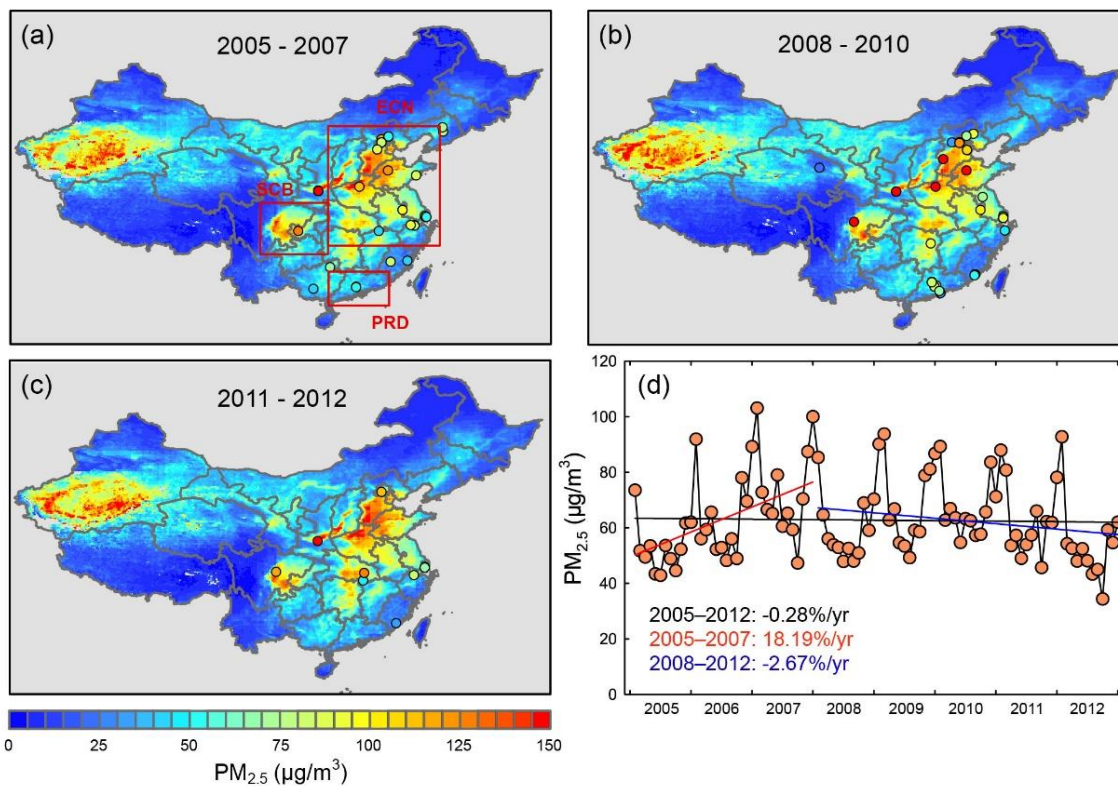 (a)
2005 - 2007
ECN
SCB
PRD
(b)
2008 - 2010
(c)
2011 - 2012
0 25 50 75 100 125 150
PM2.5 (µg/m³)
(d)
120
100
80
60
40
20
0
PM2.5 (µg/m³)
2005–2012: -0.28%/yr
2005–2007: 18.19%/yr
2008–2012: -2.67%/yr
2005 2006 2007 2008 2009 2010 2011 2012